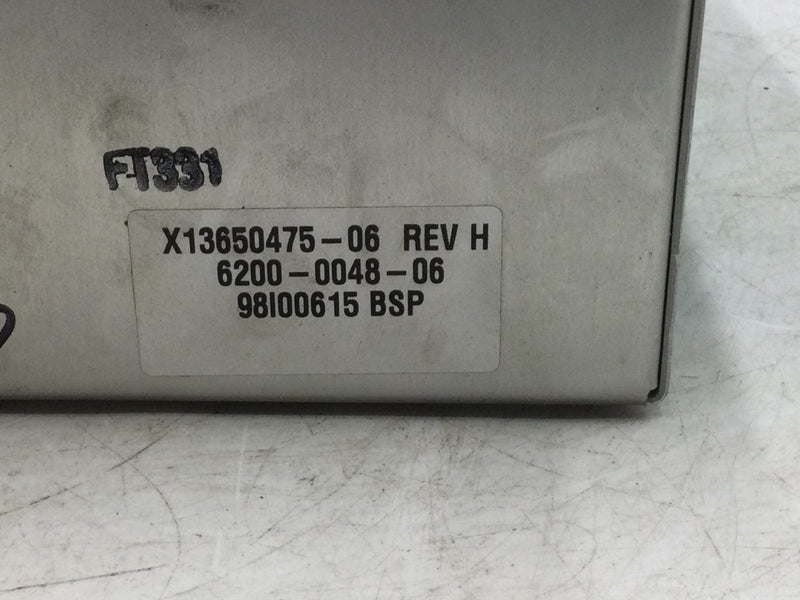 FT331
X13650475-06 REV H
6200-0048-06
98I00615 BSP